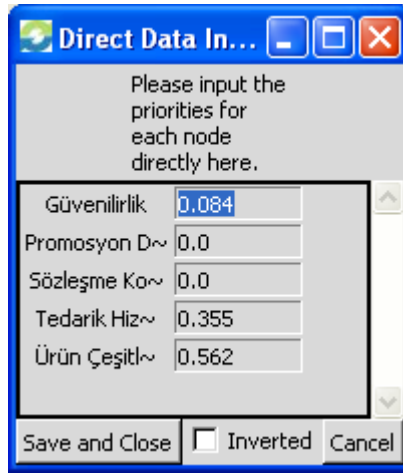 Direct Data In...
Please input the
priorities for
each node
directly here.
Güvenilirlik 0.084
Promosyon D~ 0.0
Sözleşme Ko~ 0.0
Tedarik Hiz~ 0.355
Ürün Çeşitl~ 0.562
Save and Close Inverted Cancel